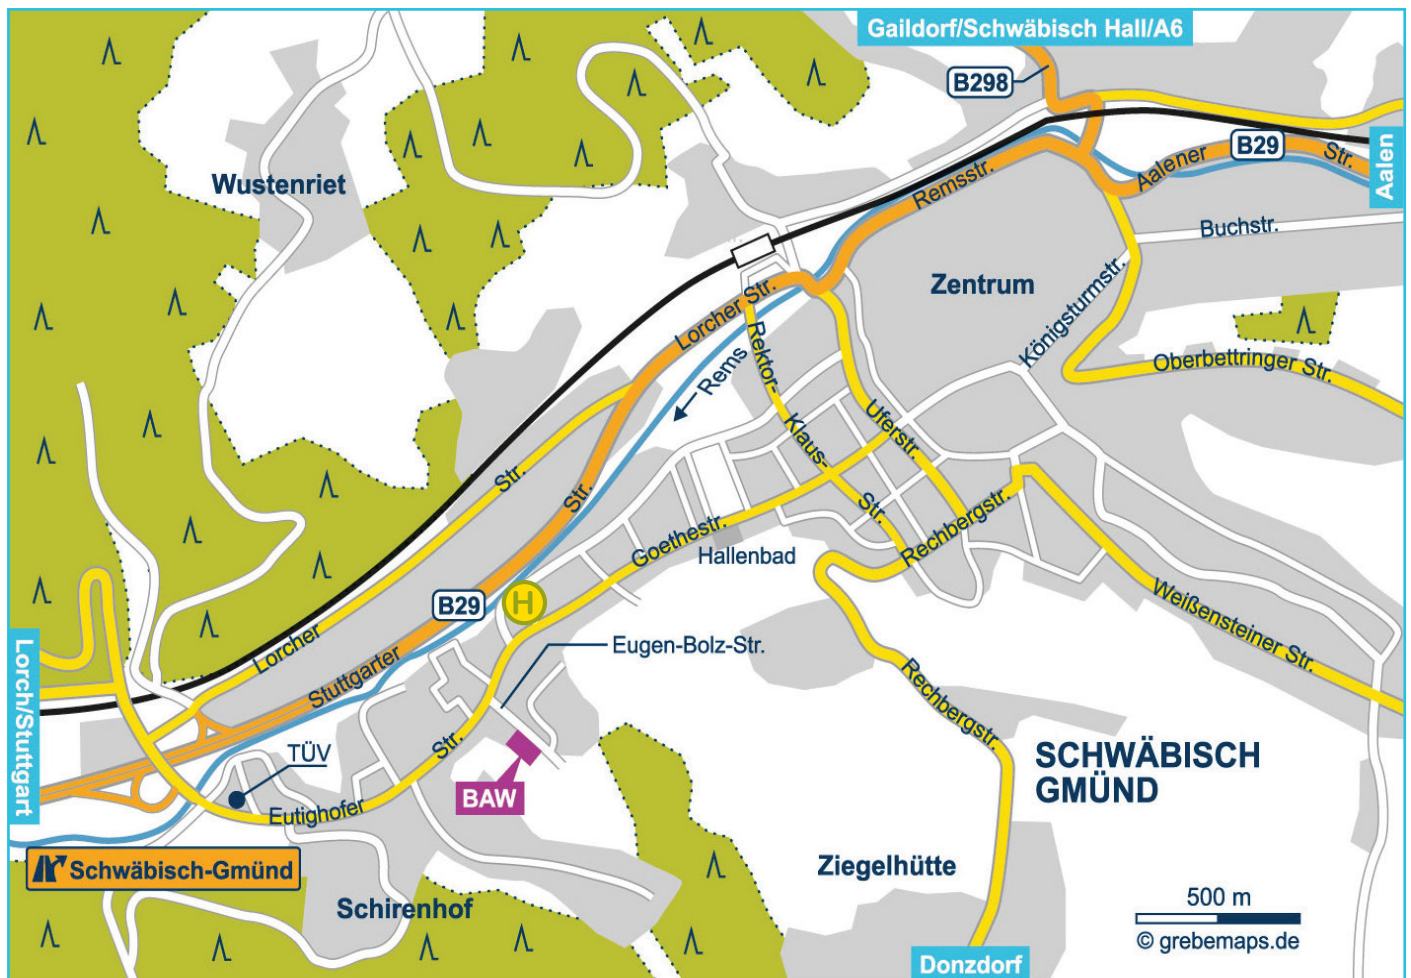 Gaildorf/Schwäbisch Hall/A6
B298
B29
Aalener
Str.
Aalen
Remsstr.
Wustenriet
Buchstr.
Zentrum
Königsturmstr.
Lorcher Str.
Rems
Rektor-
Klaus-
Str.
Uferstr.
Oberbettringer Str.
Str.
Str.
Goethestr.
Hallenbad
Rechbergstr.
Weißensteiner Str.
B29
H
Lorcher
Stuttgarter
Eugen-Bolz-Str.
Rechbergstr.
Lorch/Stuttgart
TÜV
Str.
BAW
Eutighofer
SCHWÄBISCH
GMÜND
Schwäbisch-Gmünd
Ziegelhütte
Schirenhof
500 m
© grebemaps.de
Donzdorf